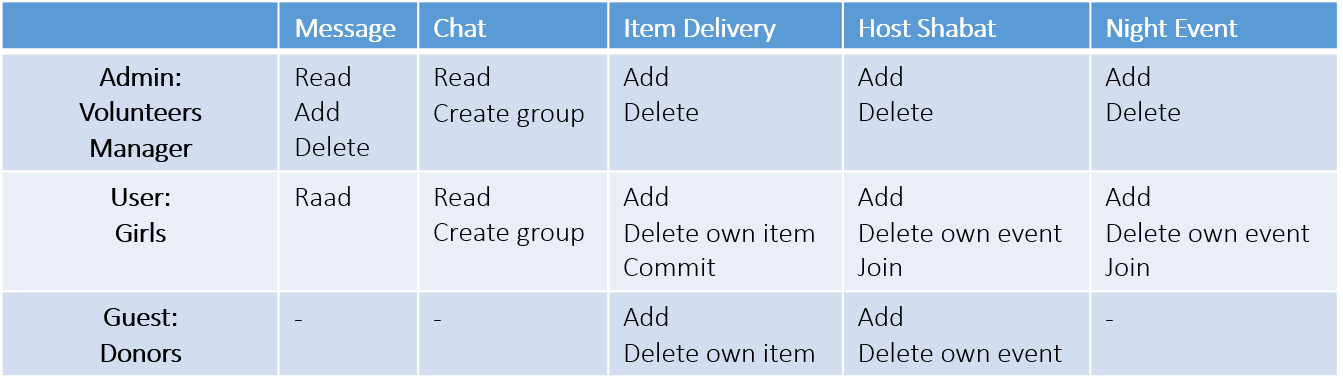 Message Chat Item Delivery Host Shabat Night Event
Admin: Read Read Add Add Add
Volunteers Add Create group Delete Delete Delete
Manager Delete
User: Raad Read Add Add Add
Girls Create group Delete own item Delete own event Delete own event
Commit Join Join
Guest: - - Add Add -
Donors Delete own item Delete own event